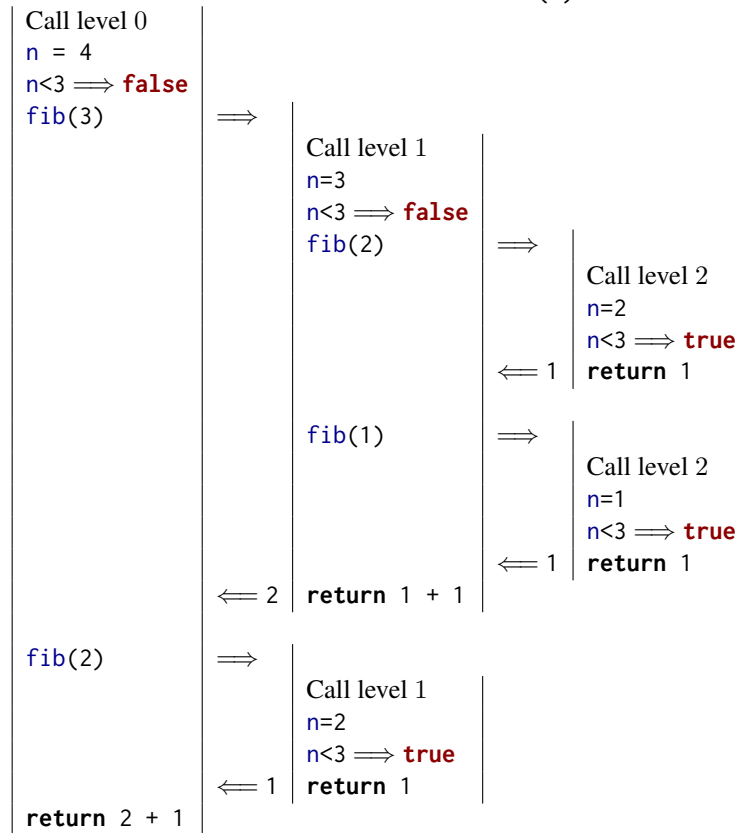 Call level 0
n = 4
n<3 ⟹ false
fib(3) ⟹
Call level 1
n=3
n<3 ⟹ false
fib(2) ⟹
Call level 2
n=2
n<3 ⟹ true
⟸ 1 return 1
fib(1) ⟹
Call level 2
n=1
n<3 ⟹ true
⟸ 1 return 1
⟸ 2 return 1 + 1
fib(2) ⟹
Call level 1
n=2
n<3 ⟹ true
⟸ 1 return 1
return 2 + 1